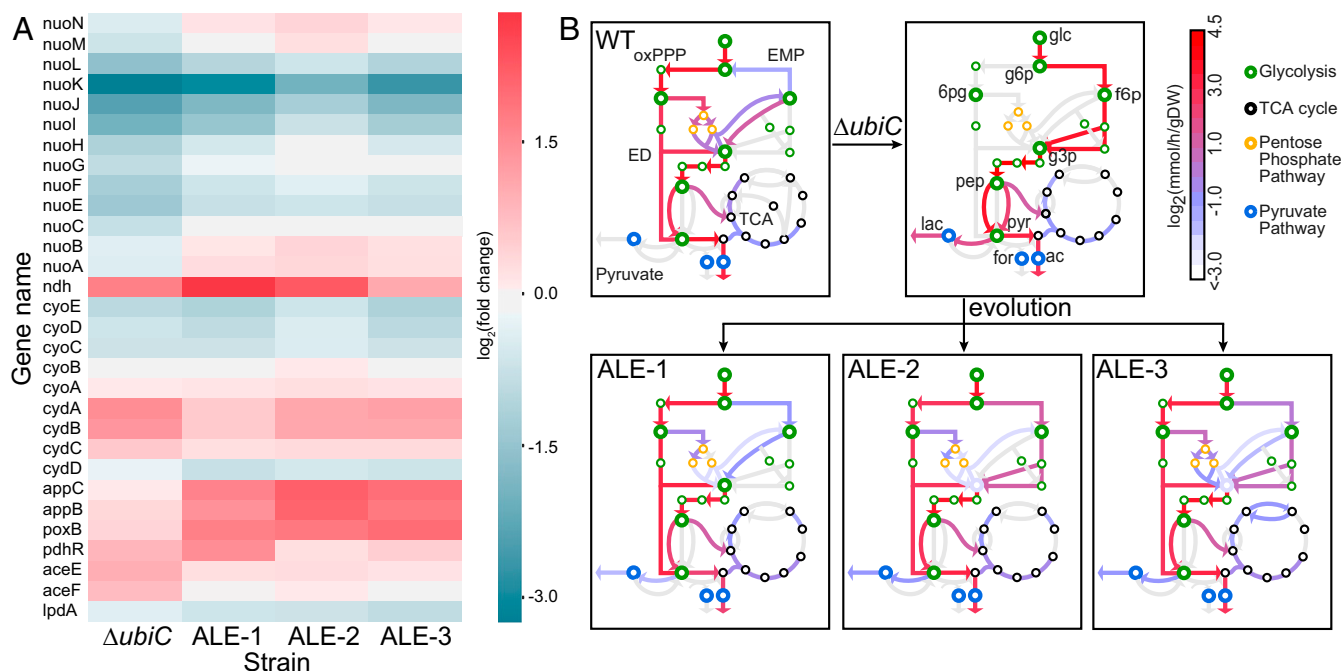 A
Gene name
nuoN
nuoM
nuoL
nuoK
nuoJ
nuoI
nuoH
nuoG
nuoF
nuoE
nuoC
nuoB
nuoA
ndh
cyoE
cyoD
cyoC
cyoB
cyoA
cydA
cydB
cydC
cydD
appC
appB
poxB
pdhR
aceE
aceF
lpdA
ΔubiC ALE-1 ALE-2 ALE-3
Strain
log2(fold change)
1.5
0.0
-1.5
-3.0
B
WT
oxPPP
EMP
ED
TCA
Pyruvate
ΔubiC
glc
g6p
6pg
f6p
g3p
pep
pyr
lac
for
ac
4.5
3.0
1.0
-1.0
<-3.0
log2(mmol/h/gDW)
Glycolysis
TCA cycle
Pentose
Phosphate
Pathway
Pyruvate
Pathway
evolution
ALE-1
ALE-2
ALE-3